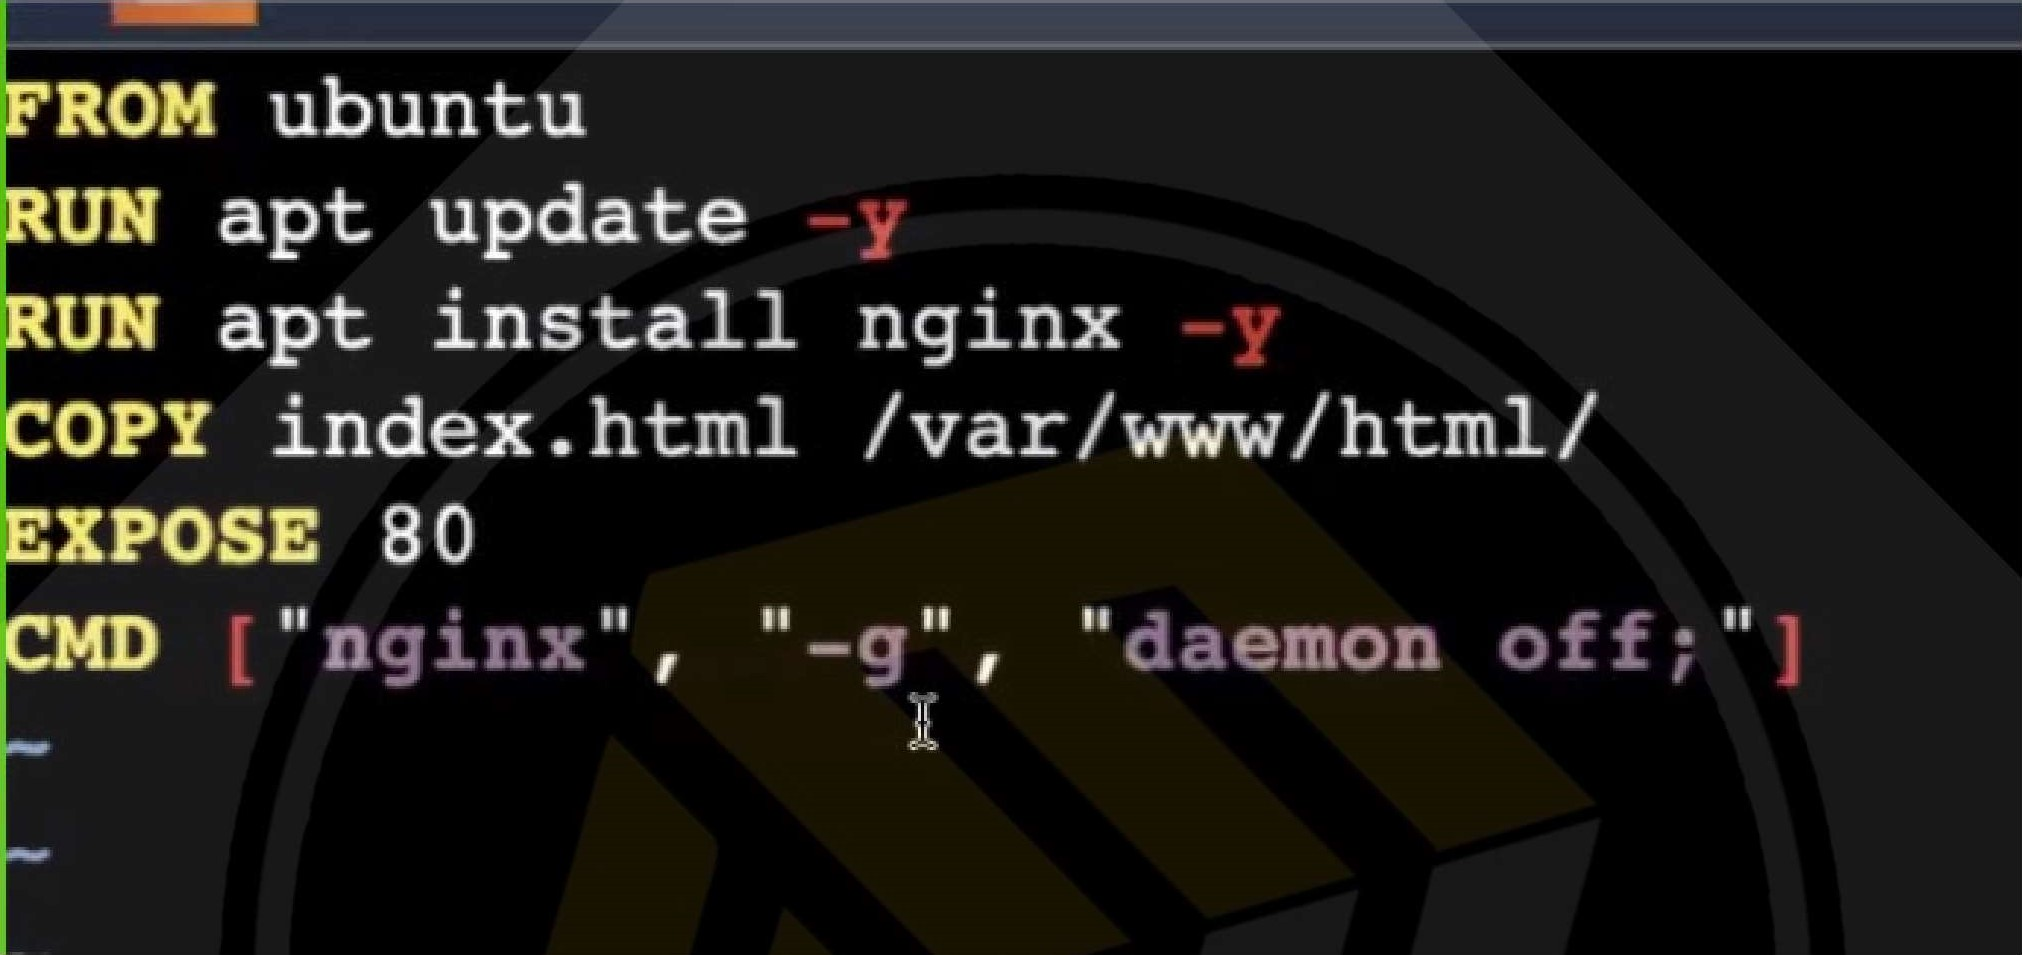 FROM ubuntu
RUN apt update -y
RUN apt install nginx -y
COPY index.html /var/www/html/
EXPOSE 80
CMD ["nginx", "-g", "daemon off;"]
~
~